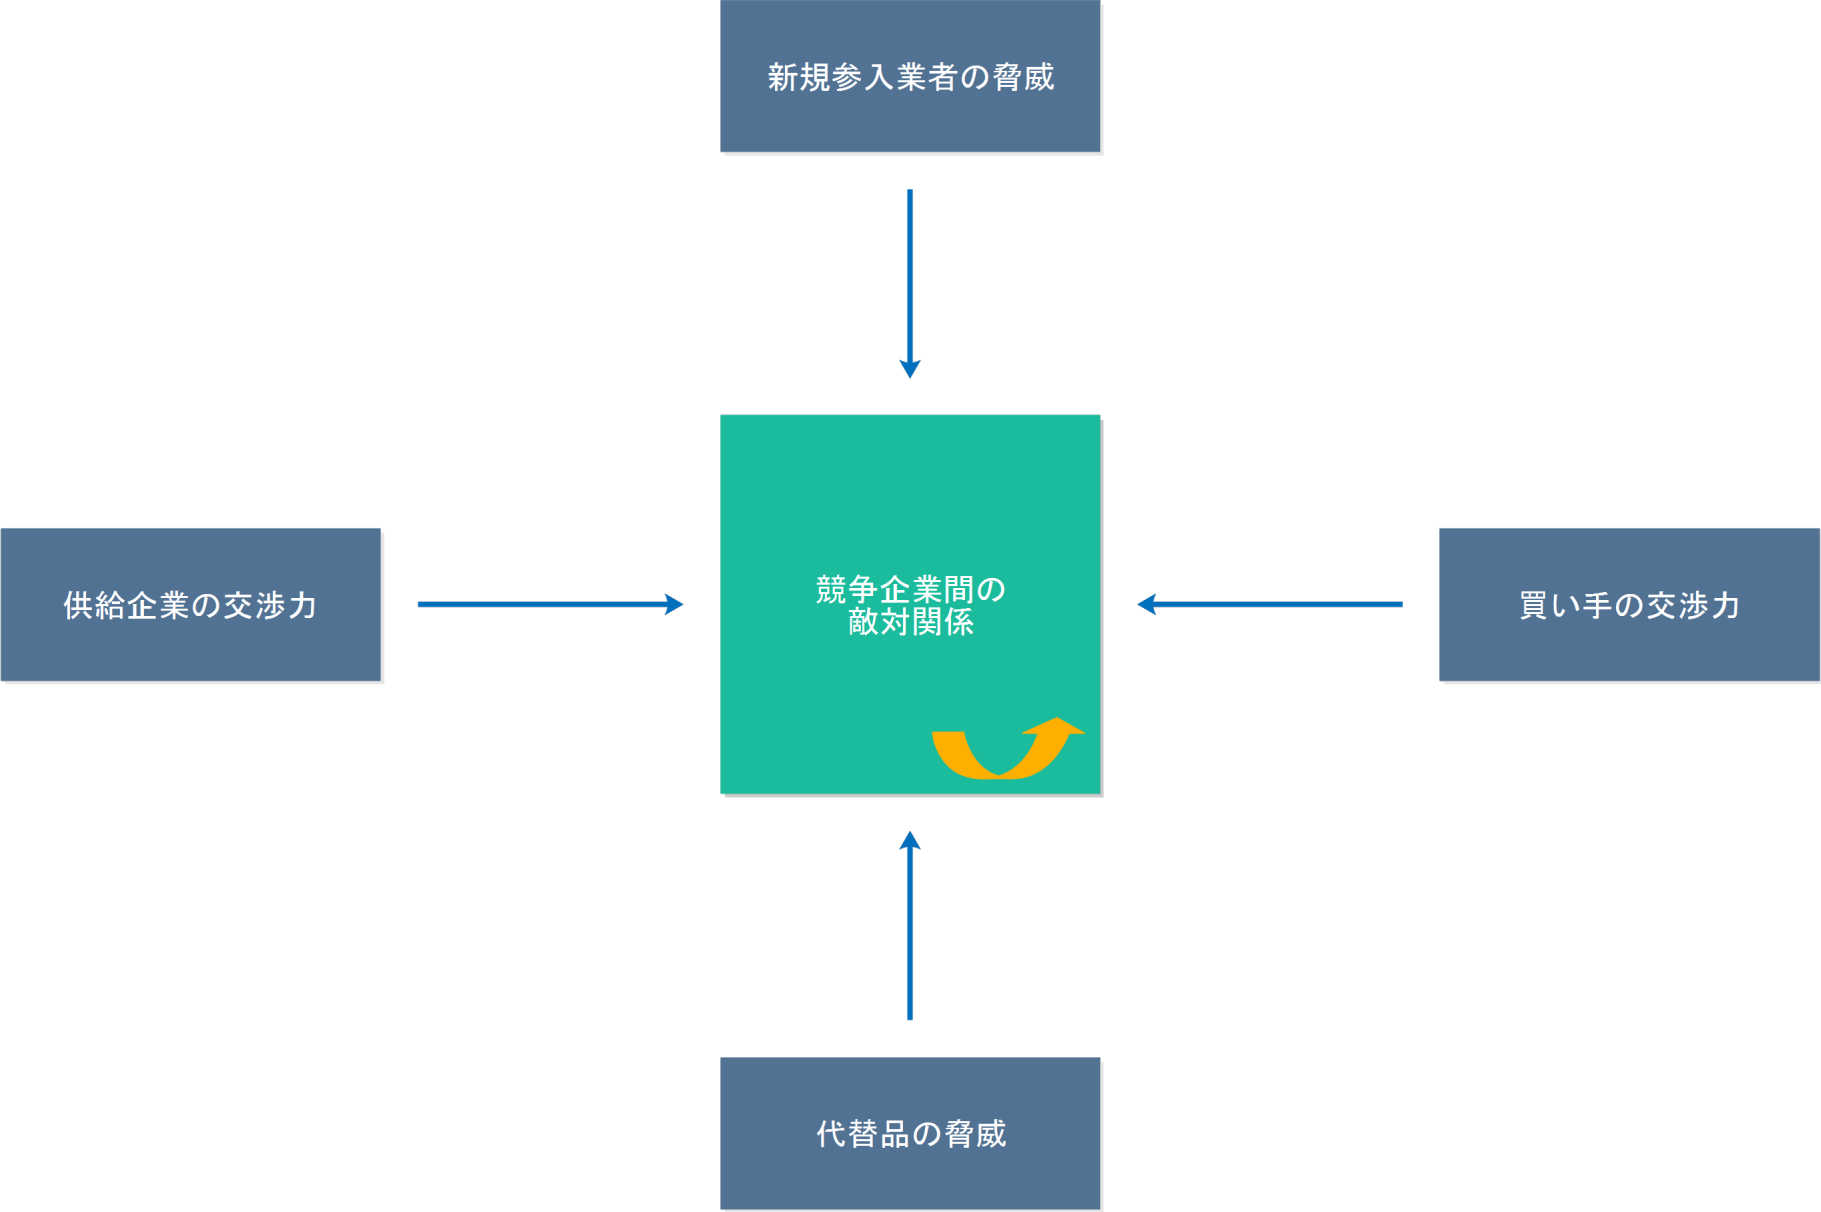 新規参入業者の脅威
供給企業の交渉力
競争企業間の
敵対関係
買い手の交渉力
代替品の脅威